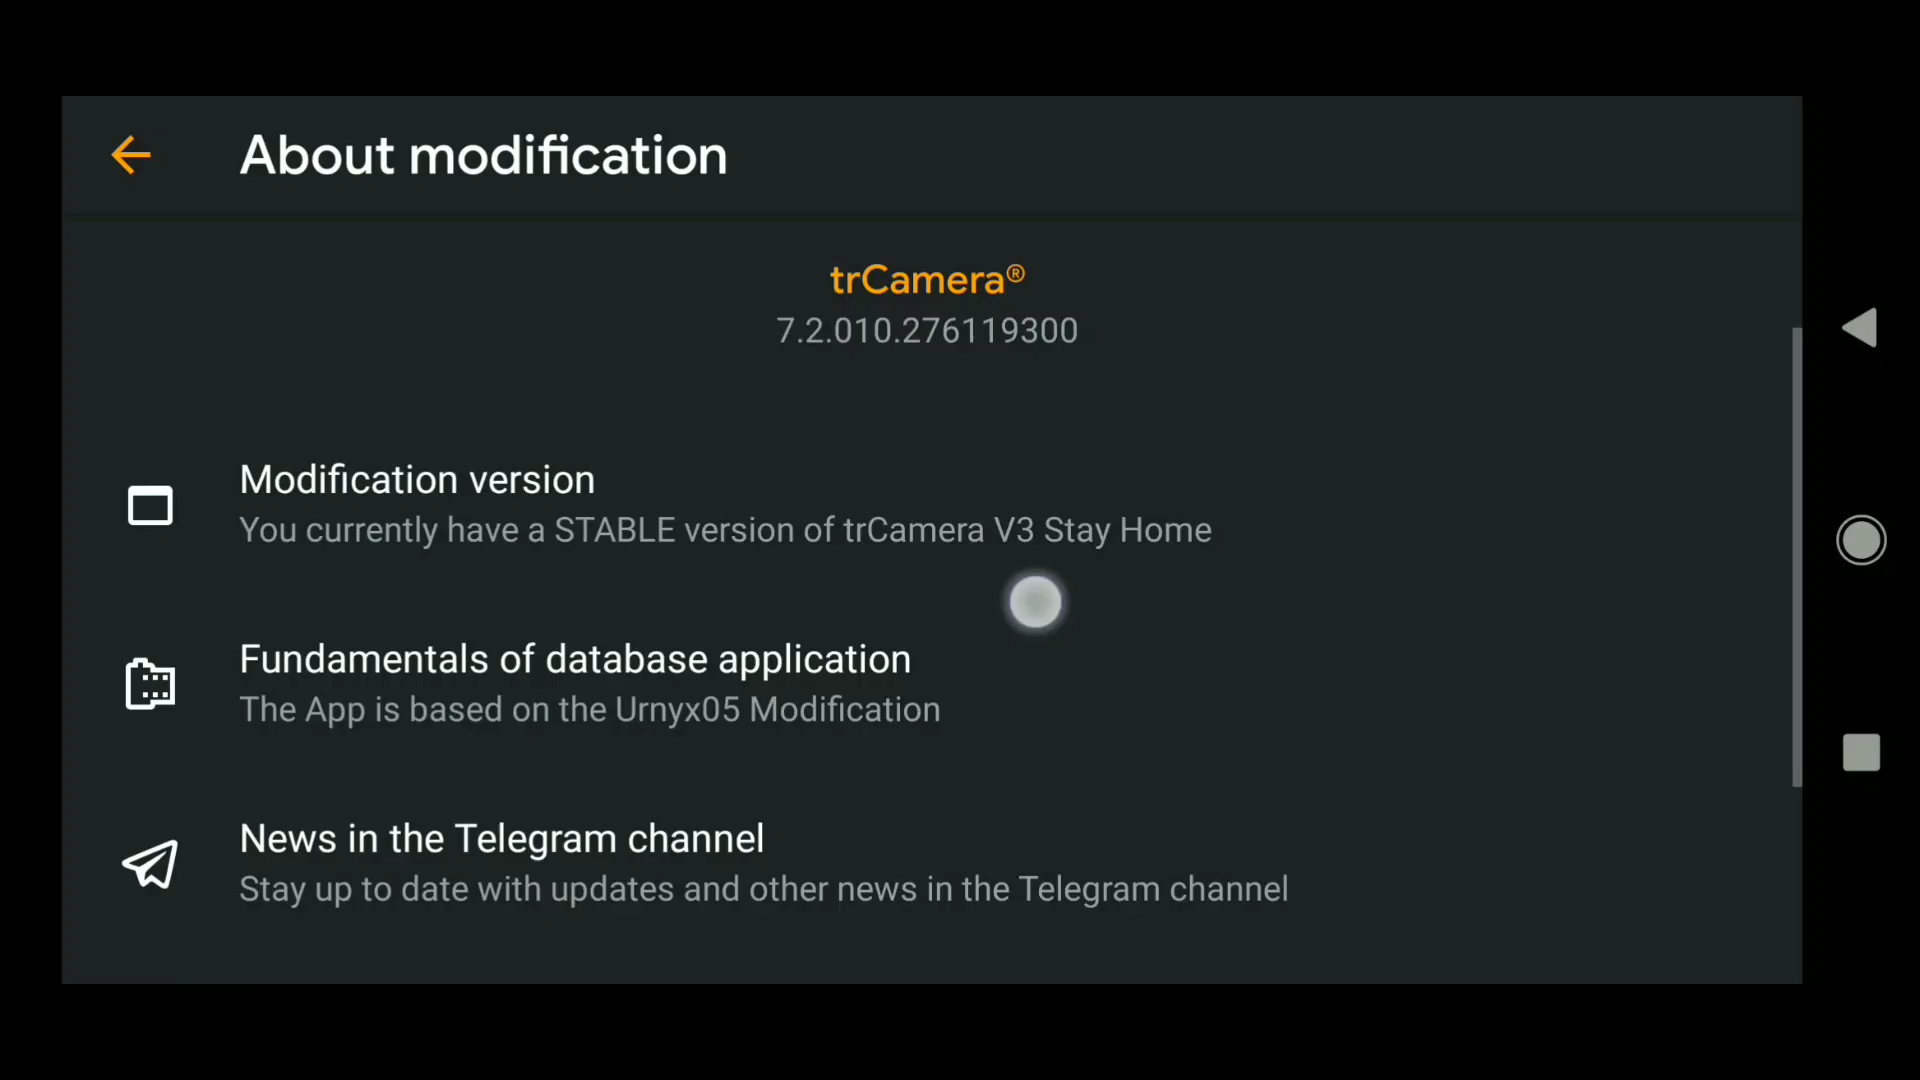 About modification
trCamera®
7.2.010.276119300
Modification version
You currently have a STABLE version of trCamera V3 Stay Home
Fundamentals of database application
The App is based on the Urnyx05 Modification
News in the Telegram channel
Stay up to date with updates and other news in the Telegram channel